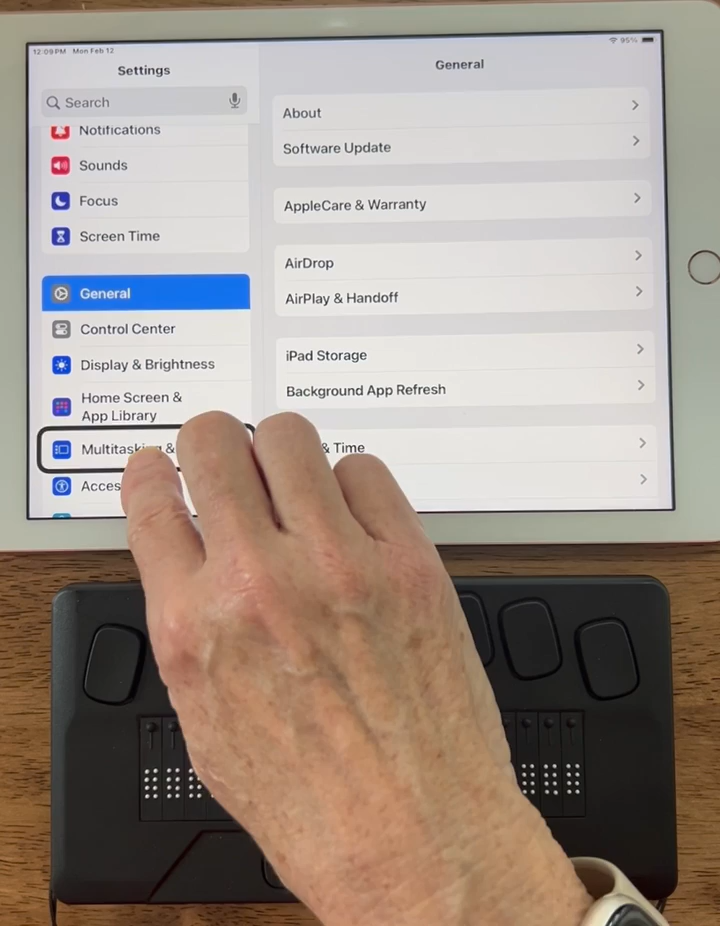 12:09 PM Mon Feb 12
95%
Settings
Search
Notifications
Sounds
Focus
Screen Time
General
Control Center
Display & Brightness
Home Screen &
App Library
Multitasking &
General
About
Software Update
AppleCare & Warranty
AirDrop
AirPlay & Handoff
iPad Storage
Background App Refresh
& Time